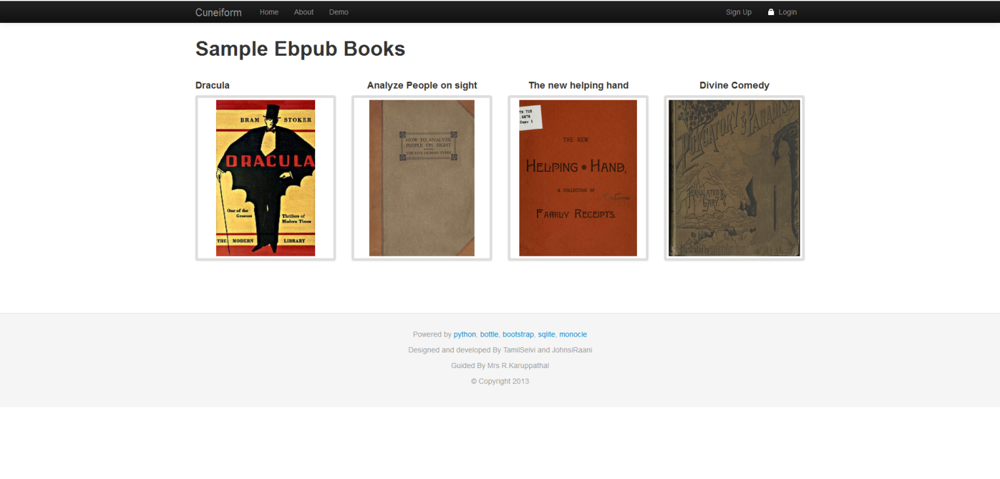 Cuneiform Home About Demo Sign Up Login
Sample Ebpub Books
Dracula
Analyze People on sight
The new helping hand
Divine Comedy
BRAM STOKER
DRACULA
One of the Greatest
Thrillers of Modern Times
THE MODERN LIBRARY
HOW TO ANALYZE
PEOPLE ON SIGHT
THE FIVE HUMAN TYPES
TX 715
.S878
Copy 1
THE NEW
HELPING • HAND,
A COLLECTION OF
FAMILY RECEIPTS.
PURGATORY & PARADISE
TRANSLATED BY
CARY.
Illustrated by
Powered by python, bottle, bootstrap, sqlite, monocle
Designed and developed By TamilSelvi and JohnsiRaani
Guided By Mrs R.Karuppathal
© Copyright 2013